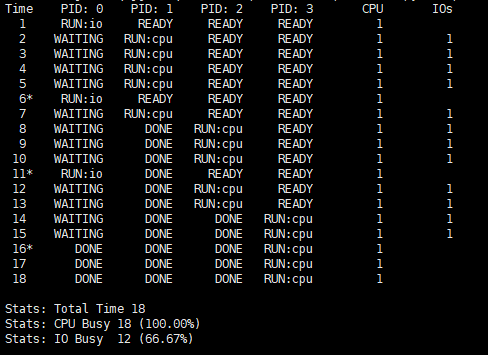 Time PID: 0 PID: 1 PID: 2 PID: 3 CPU IOs
1 RUN:io READY READY READY 1
2 WAITING RUN:cpu READY READY 1 1
3 WAITING RUN:cpu READY READY 1 1
4 WAITING RUN:cpu READY READY 1 1
5 WAITING RUN:cpu READY READY 1 1
6* RUN:io READY READY READY 1
7 WAITING RUN:cpu READY READY 1 1
8 WAITING DONE RUN:cpu READY 1 1
9 WAITING DONE RUN:cpu READY 1 1
10 WAITING DONE RUN:cpu READY 1 1
11* RUN:io DONE READY READY 1
12 WAITING DONE RUN:cpu READY 1 1
13 WAITING DONE RUN:cpu READY 1 1
14 WAITING DONE DONE RUN:cpu 1 1
15 WAITING DONE DONE RUN:cpu 1 1
16* DONE DONE DONE RUN:cpu 1
17 DONE DONE DONE RUN:cpu 1
18 DONE DONE DONE RUN:cpu 1
Stats: Total Time 18
Stats: CPU Busy 18 (100.00%)
Stats: IO Busy 12 (66.67%)